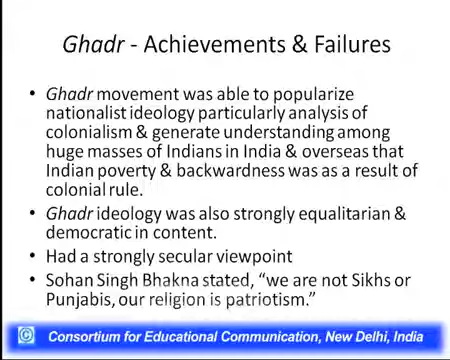 Ghadr - Achievements & Failures
• Ghadr movement was able to popularize
nationalist ideology particularly analysis of
colonialism & generate understanding among
huge masses of Indians in India & overseas that
Indian poverty & backwardness was as a result of
colonial rule.
• Ghadr ideology was also strongly equalitarian &
democratic in content.
• Had a strongly secular viewpoint
• Sohan Singh Bhakna stated, “we are not Sikhs or
Punjabis, our religion is patriotism.”
© Consortium for Educational Communication, New Delhi, India